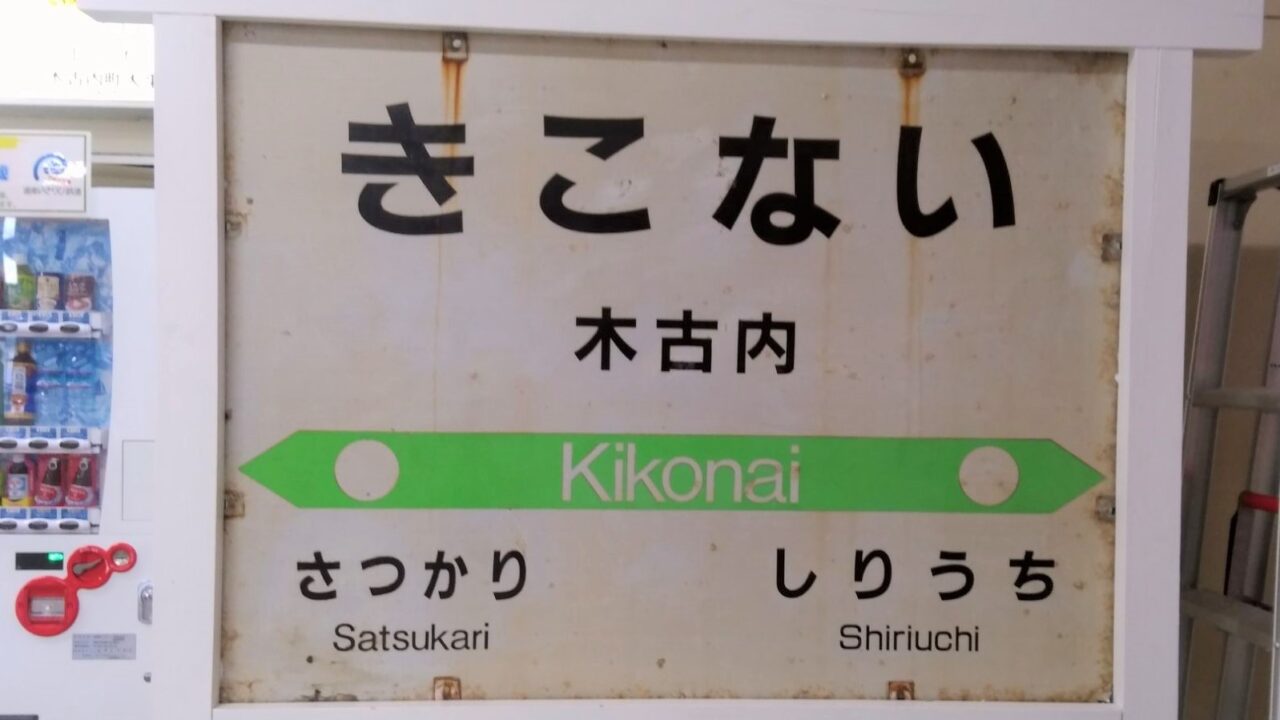 きこない
木古内
Kikonai
さつかり
しりうち
Satsukari
Shiriuchi